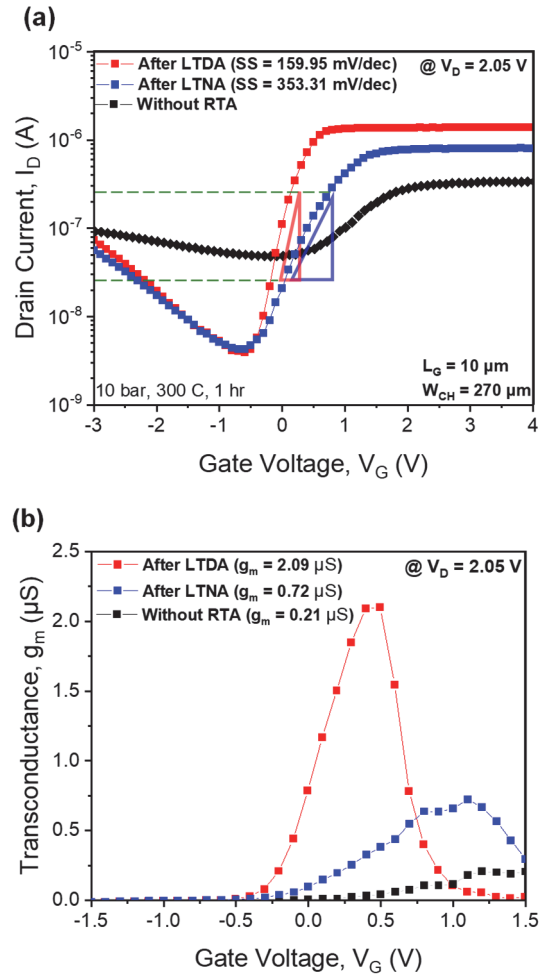 (a)
10⁻⁵
10⁻⁶
10⁻⁷
10⁻⁸
10⁻⁹
Drain Current, I_D (A)
After LTDA (SS = 159.95 mV/dec)
After LTNA (SS = 353.31 mV/dec)
Without RTA
@ V_D = 2.05 V
10 bar, 300 C, 1 hr
L_G = 10 µm
W_CH = 270 µm
-3 -2 -1 0 1 2 3 4
Gate Voltage, V_G (V)
(b)
2.5
2.0
1.5
1.0
0.5
0.0
Transconductance, g_m (µS)
After LTDA (g_m = 2.09 µS)
After LTNA (g_m = 0.72 µS)
Without RTA (g_m = 0.21 µS)
@ V_D = 2.05 V
-1.5 -1.0 -0.5 0.0 0.5 1.0 1.5
Gate Voltage, V_G (V)